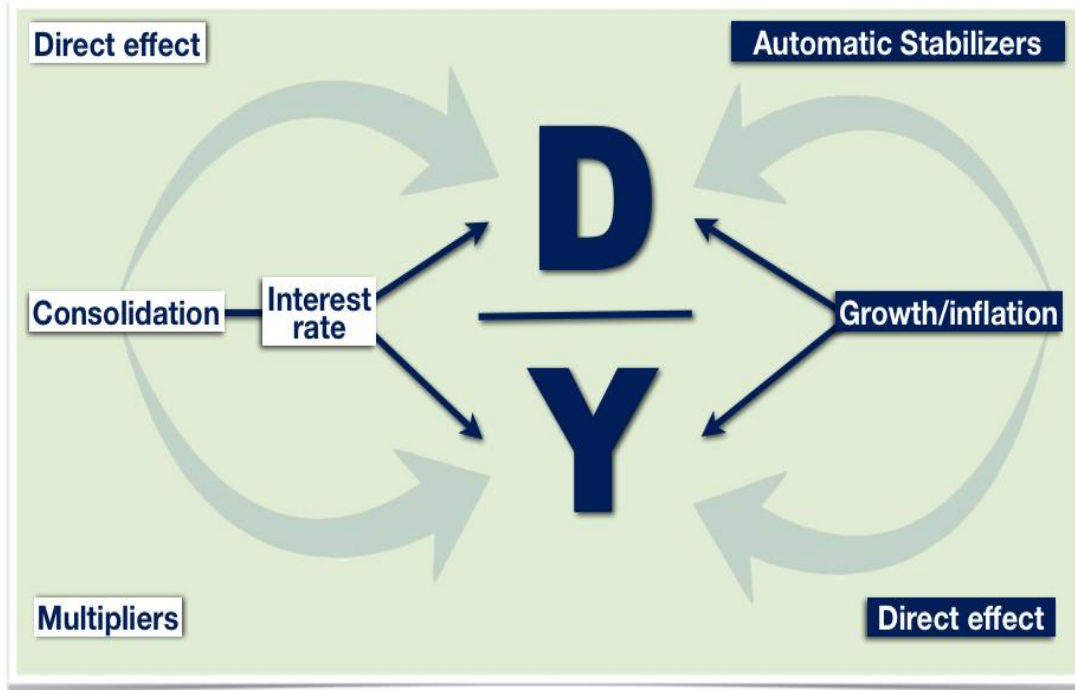 Direct effect
Automatic Stabilizers
D
Consolidation
Interest
rate
Growth/inflation
Y
Multipliers
Direct effect